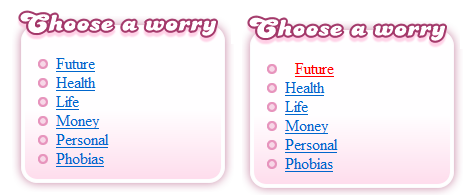 Choose a worry
Future
Health
Life
Money
Personal
Phobias
Choose a worry
Future
Health
Life
Money
Personal
Phobias